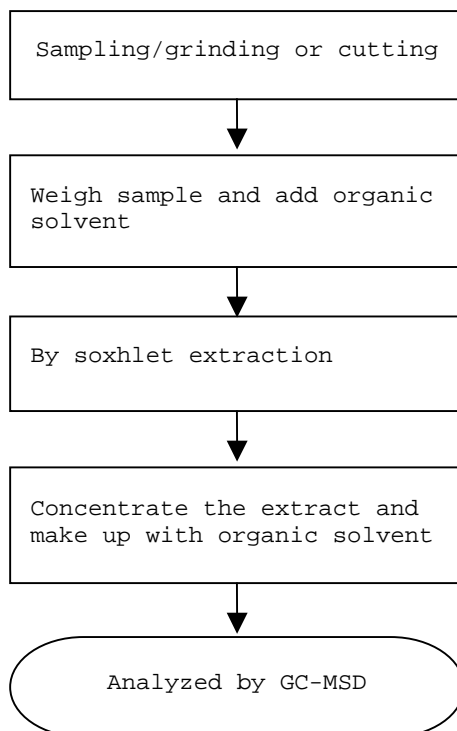 Sampling/grinding or cutting
Weigh sample and add organic
solvent
By soxhlet extraction
Concentrate the extract and
make up with organic solvent
Analyzed by GC-MSD